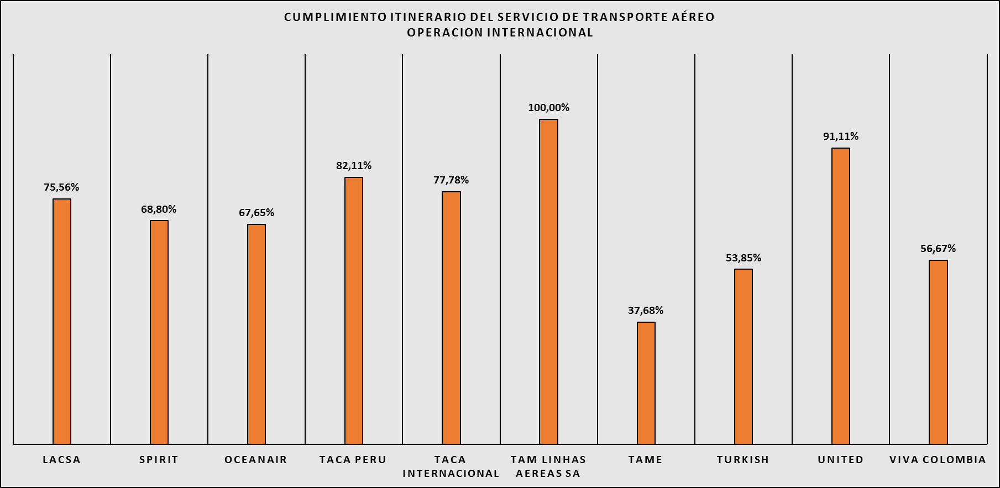 CUMPLIMIENTO ITINERARIO DEL SERVICIO DE TRANSPORTE AÉREO
OPERACION INTERNACIONAL
75,56%
68,80%
67,65%
82,11%
77,78%
100,00%
37,68%
53,85%
91,11%
56,67%
LACSA
SPIRIT
OCEANAIR
TACA PERU
TACA
INTERNACIONAL
TAM LINHAS
AEREAS SA
TAME
TURKISH
UNITED
VIVA COLOMBIA